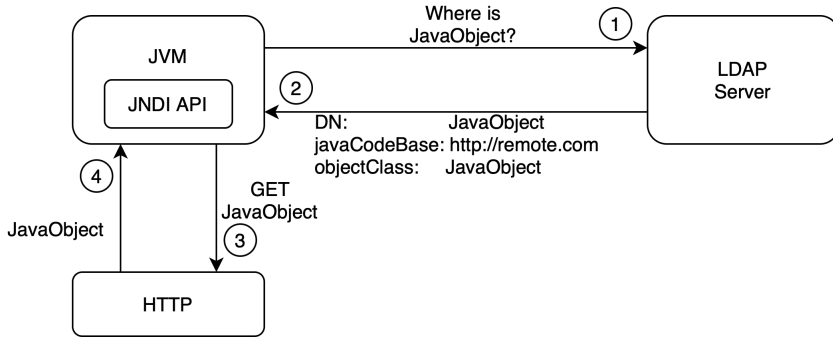 Where is
JavaObject?
1
JVM
JNDI API
LDAP
Server
2
DN: JavaObject
javaCodeBase: http://remote.com
objectClass: JavaObject
4
GET
JavaObject
JavaObject
3
HTTP